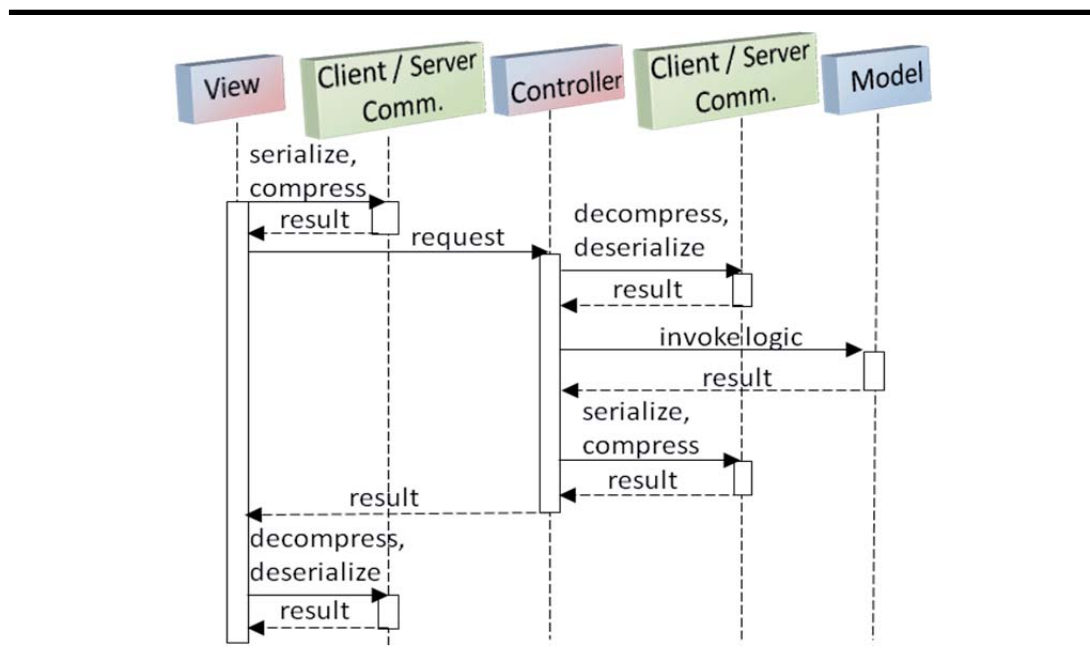 View
Client / Server
Comm.
Controller
Client / Server
Comm.
Model
serialize,
compress
result
request
decompress,
deserialize
result
invoke logic
result
serialize,
compress
result
result
decompress,
deserialize
result